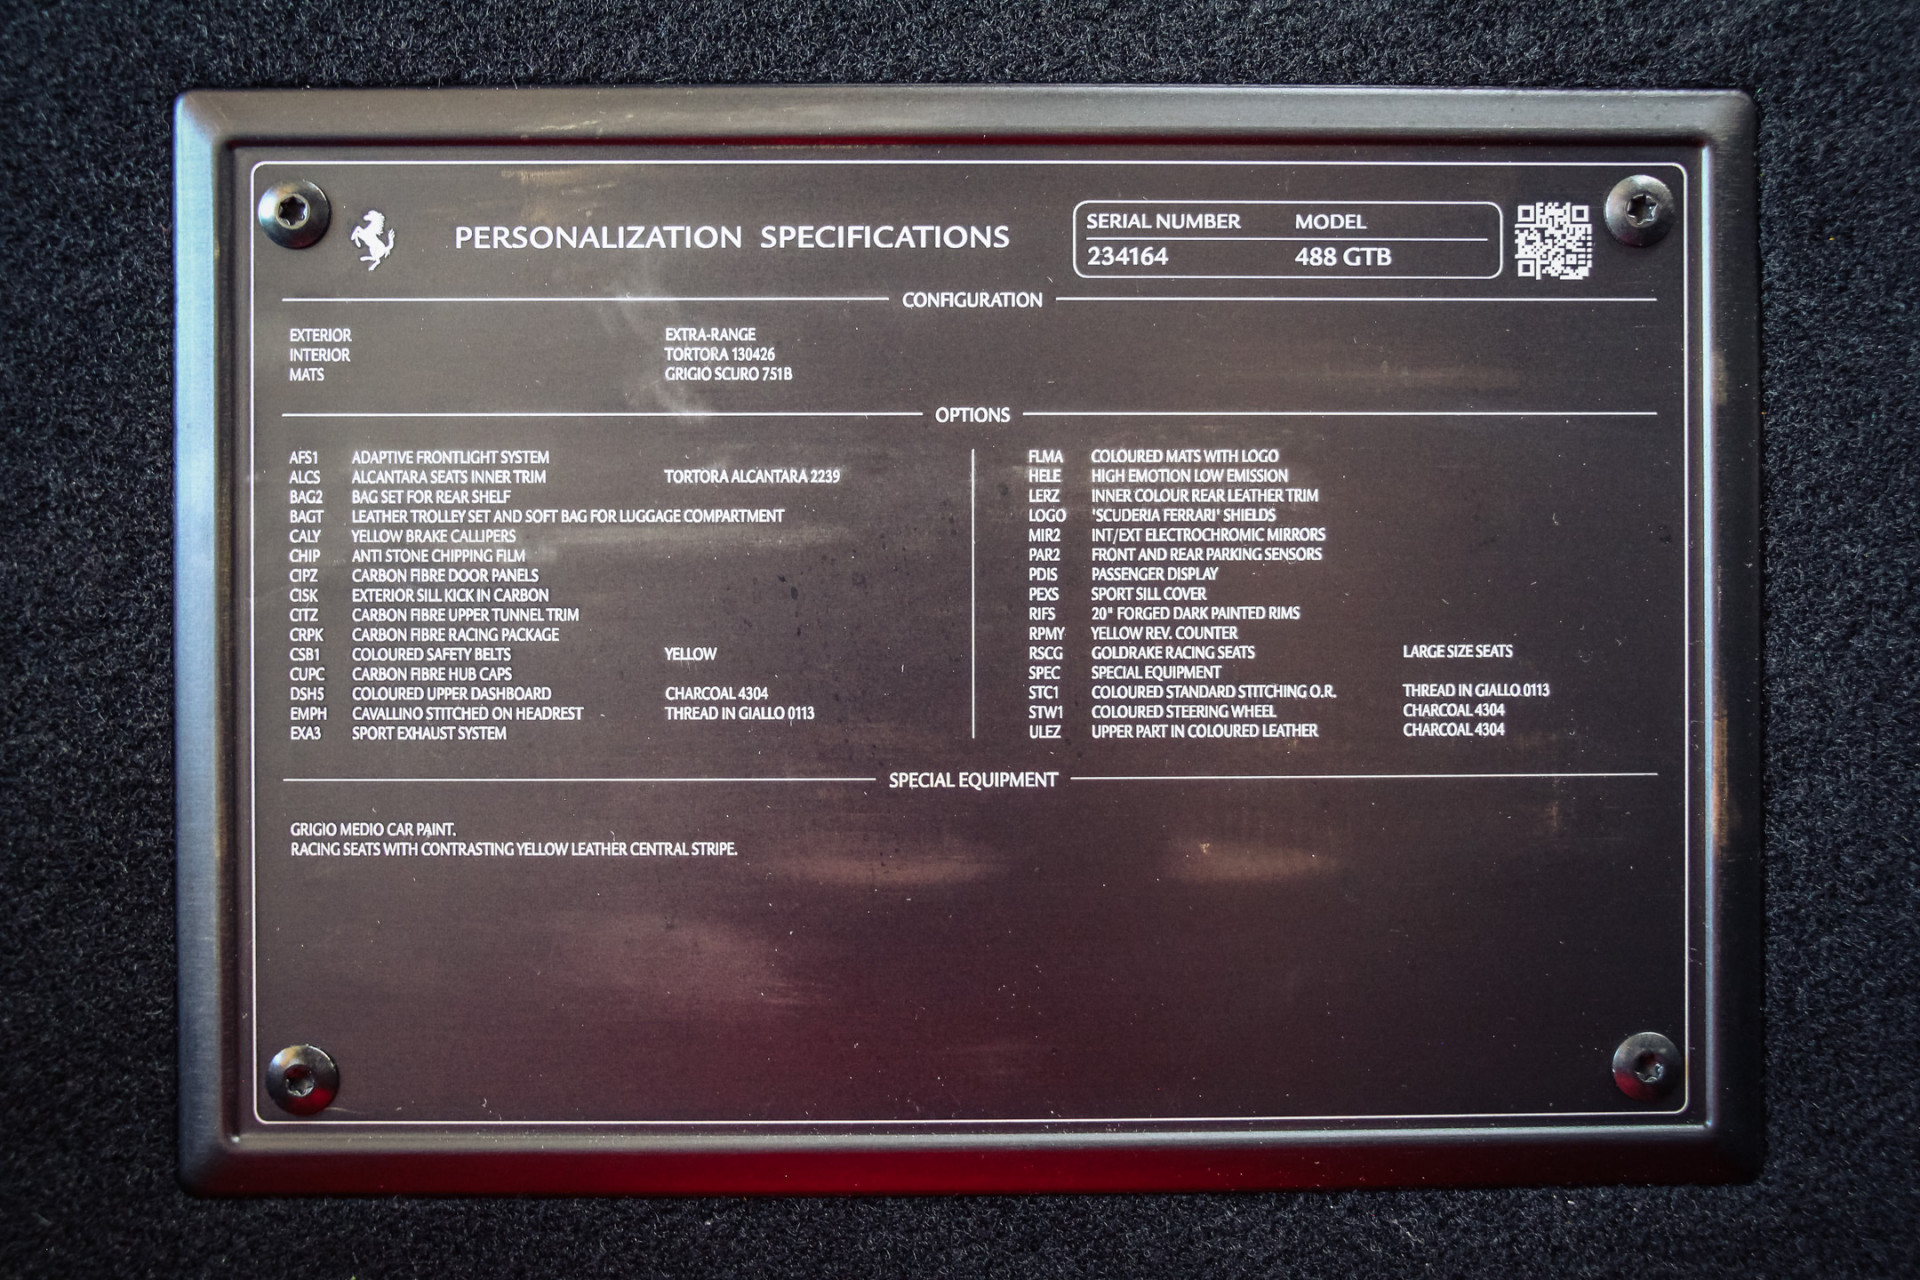 PERSONALIZATION SPECIFICATIONS
SERIAL NUMBER MODEL
234164 488 GTB
CONFIGURATION
EXTERIOR EXTRA-RANGE
INTERIOR TORTORA 130426
MATS GRIGIO SCURO 751B
OPTIONS
AFS1 ADAPTIVE FRONTLIGHT SYSTEM
ALCS ALCANTARA SEATS INNER TRIM TORTORA ALCANTARA 2239
BAG2 BAG SET FOR REAR SHELF
BAGT LEATHER TROLLEY SET AND SOFT BAG FOR LUGGAGE COMPARTMENT
CALY YELLOW BRAKE CALLIPERS
CHIP ANTI STONE CHIPPING FILM
CIPZ CARBON FIBRE DOOR PANELS
CISK EXTERIOR SILL KICK IN CARBON
CITZ CARBON FIBRE UPPER TUNNEL TRIM
CRPK CARBON FIBRE RACING PACKAGE
CSB1 COLOURED SAFETY BELTS YELLOW
CUPC CARBON FIBRE HUB CAPS
DSH5 COLOURED UPPER DASHBOARD CHARCOAL 4304
EMPH CAVALLINO STITCHED ON HEADREST THREAD IN GIALLO 0113
EXA3 SPORT EXHAUST SYSTEM
FLMA COLOURED MATS WITH LOGO
HELE HIGH EMOTION LOW EMISSION
LERZ INNER COLOUR REAR LEATHER TRIM
LOGO 'SCUDERIA FERRARI' SHIELDS
MIR2 INT/EXT ELECTROCHROMIC MIRRORS
PAR2 FRONT AND REAR PARKING SENSORS
PDIS PASSENGER DISPLAY
PEXS SPORT SILL COVER
RIFS 20" FORGED DARK PAINTED RIMS
RPMY YELLOW REV. COUNTER
RSCG GOLDRAKE RACING SEATS LARGE SIZE SEATS
SPEC SPECIAL EQUIPMENT
STC1 COLOURED STANDARD STITCHING O.R. THREAD IN GIALLO 0113
STW1 COLOURED STEERING WHEEL CHARCOAL 4304
ULEZ UPPER PART IN COLOURED LEATHER CHARCOAL 4304
SPECIAL EQUIPMENT
GRIGIO MEDIO CAR PAINT.
RACING SEATS WITH CONTRASTING YELLOW LEATHER CENTRAL STRIPE.